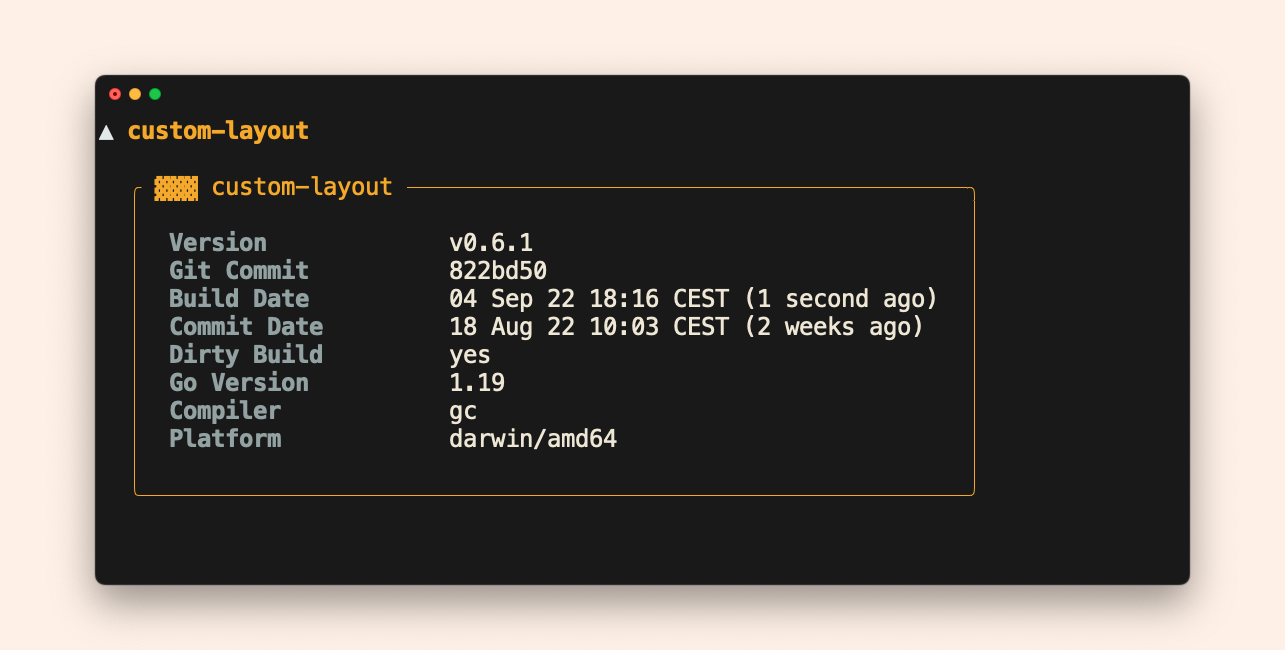 ▲ custom-layout
▓▓▓ custom-layout
Version v0.6.1
Git Commit 822bd50
Build Date 04 Sep 22 18:16 CEST (1 second ago)
Commit Date 18 Aug 22 10:03 CEST (2 weeks ago)
Dirty Build yes
Go Version 1.19
Compiler gc
Platform darwin/amd64